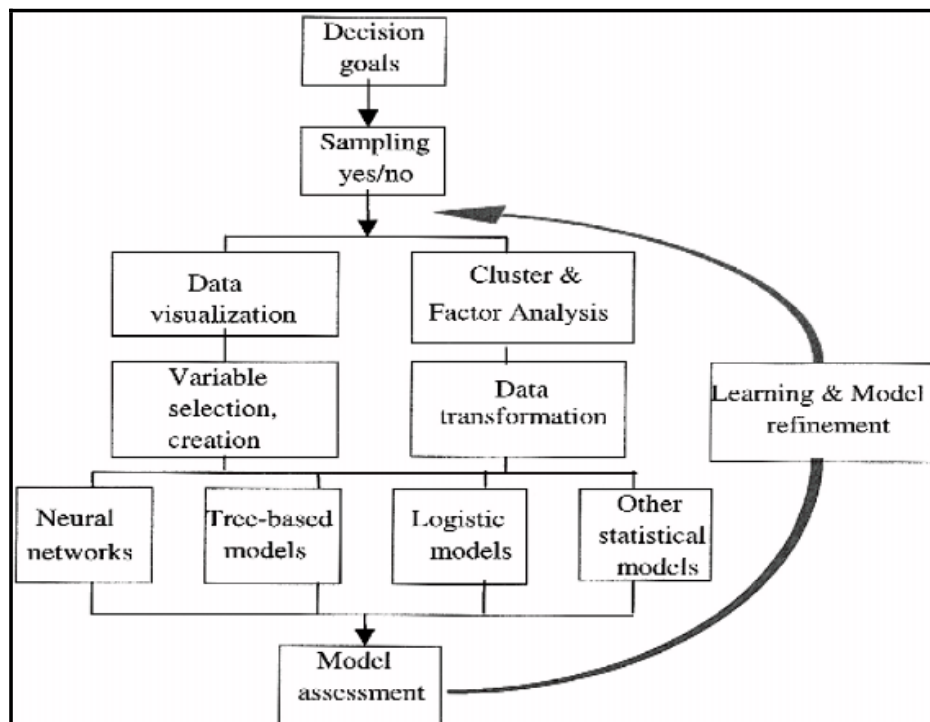 Decision
goals
Sampling
yes/no
Data
visualization
Cluster &
Factor Analysis
Variable
selection,
creation
Data
transformation
Learning & Model
refinement
Neural
networks
Tree-based
models
Logistic
models
Other
statistical
models
Model
assessment